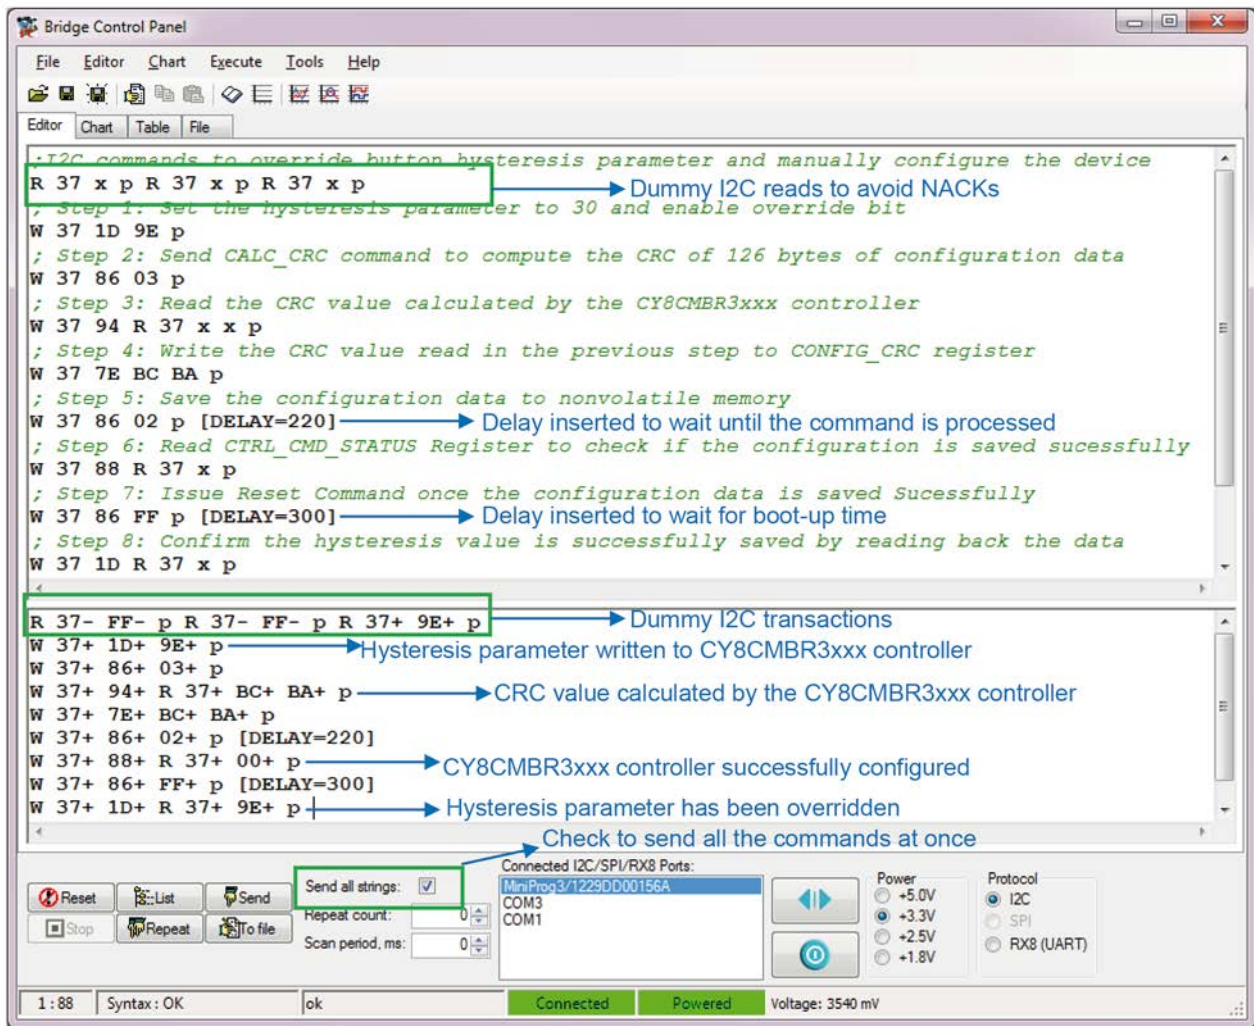 Bridge Control Panel
File Editor Chart Execute Tools Help
Editor Chart Table File
;I2C commands to override button hysteresis parameter and manually configure the device
R 37 x p R 37 x p R 37 x p
Dummy I2C reads to avoid NACKs
; Step 1: Set the hysteresis parameter to 30 and enable override bit
W 37 1D 9E p
; Step 2: Send CALC_CRC command to compute the CRC of 126 bytes of configuration data
W 37 86 03 p
; Step 3: Read the CRC value calculated by the CY8CMBR3xxx controller
W 37 94 R 37 x x p
; Step 4: Write the CRC value read in the previous step to CONFIG_CRC register
W 37 7E BC BA p
; Step 5: Save the configuration data to nonvolatile memory
W 37 86 02 p [DELAY=220] Delay inserted to wait until the command is processed
; Step 6: Read CTRL_CMD_STATUS Register to check if the configuration is saved sucessfully
W 37 88 R 37 x p
; Step 7: Issue Reset Command once the configuration data is saved Sucessfully
W 37 86 FF p [DELAY=300] Delay inserted to wait for boot-up time
; Step 8: Confirm the hysteresis value is successfully saved by reading back the data
W 37 1D R 37 x p
R 37- FF- p R 37- FF- p R 37+ 9E+ p Dummy I2C transactions
W 37+ 1D+ 9E+ p Hysteresis parameter written to CY8CMBR3xxx controller
W 37+ 86+ 03+ p
W 37+ 94+ R 37+ BC+ BA+ p CRC value calculated by the CY8CMBR3xxx controller
W 37+ 7E+ BC+ BA+ p
W 37+ 86+ 02+ p [DELAY=220]
W 37+ 88+ R 37+ 00+ p CY8CMBR3xxx controller successfully configured
W 37+ 86+ FF+ p [DELAY=300]
W 37+ 1D+ R 37+ 9E+ p Hysteresis parameter has been overridden
Check to send all the commands at once
Reset List Send
Stop Repeat To file
Send all strings:
Repeat count: 0
Scan period, ms: 0
Connected I2C/SPI/RX8 Ports:
MiniProg3/1229DD00156A
COM3
COM1
Power
+5.0V
+3.3V
+2.5V
+1.8V
Protocol
I2C
SPI
RX8 (UART)
1:88 Syntax : OK ok Connected Powered Voltage: 3540 mV